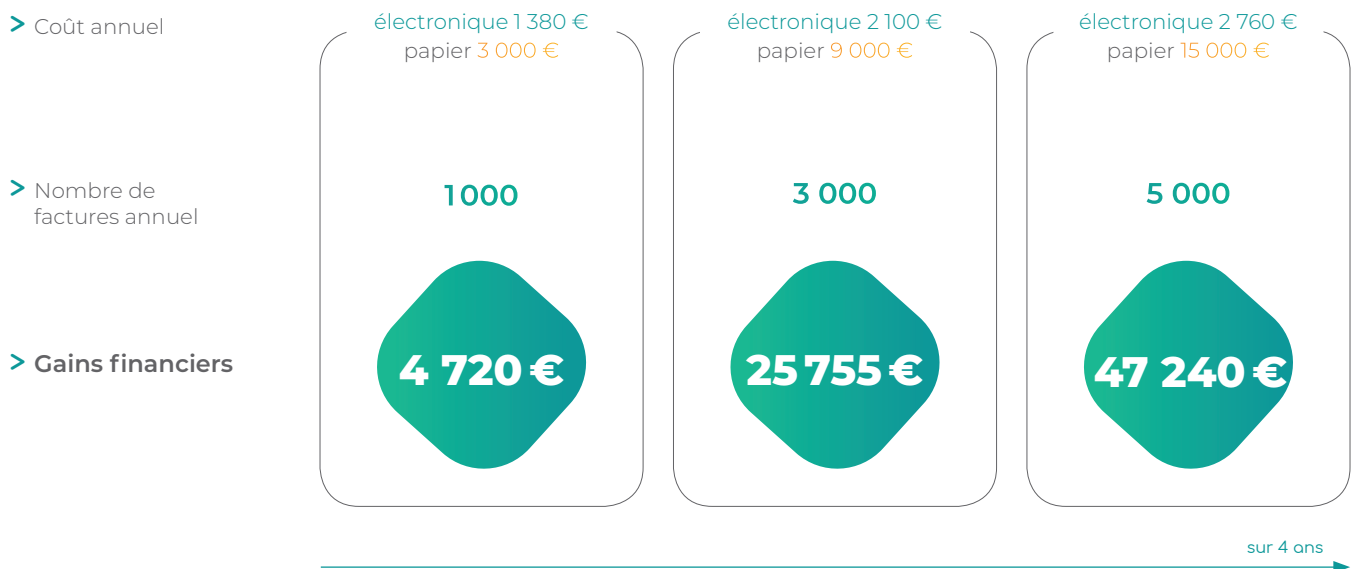 > Coût annuel
électronique 1 380 €
papier 3 000 €
électronique 2 100 €
papier 9 000 €
électronique 2 760 €
papier 15 000 €
> Nombre de
factures annuel
1 000
3 000
5 000
> Gains financiers
4 720 €
25 755 €
47 240 €
sur 4 ans